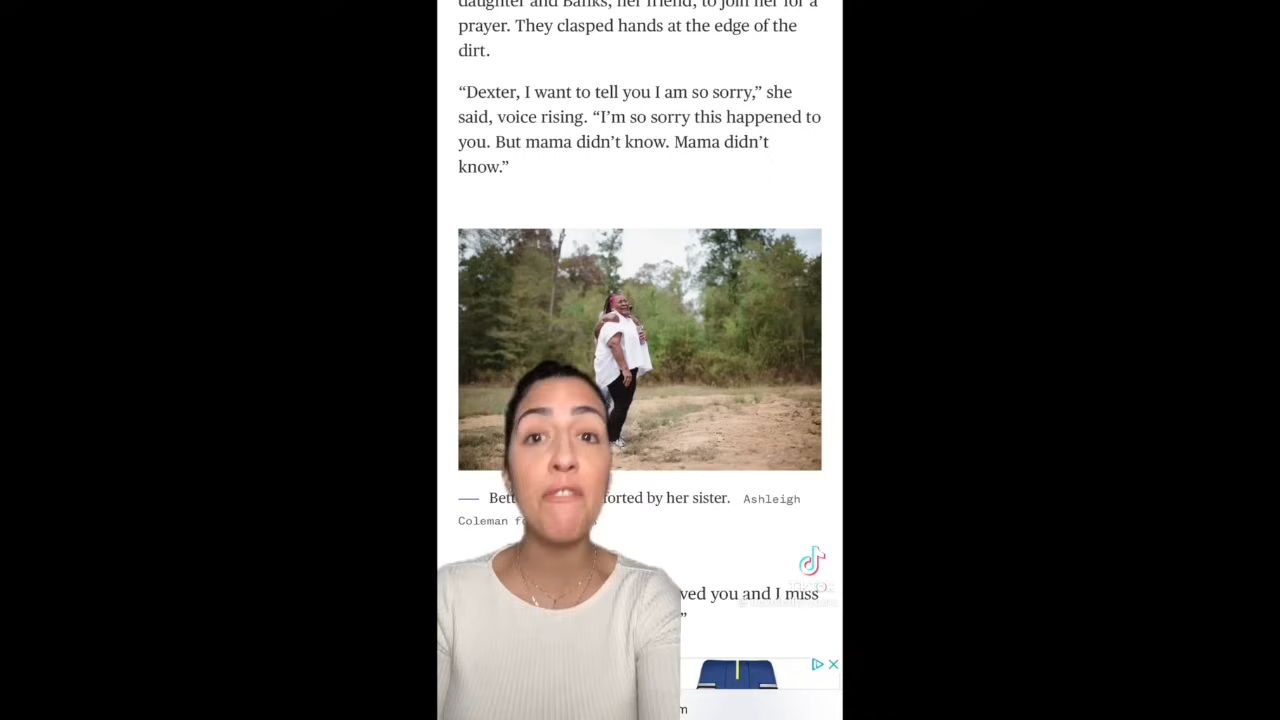 daughter and Banks, her friend, to join her for a
prayer. They clasped hands at the edge of the
dirt.
“Dexter, I want to tell you I am so sorry,” she
said, voice rising. “I’m so sorry this happened to
you. But mama didn’t know. Mama didn’t
know.”
Bett
orted by her sister. Ashleigh
Coleman f
ved you and I miss
”
m